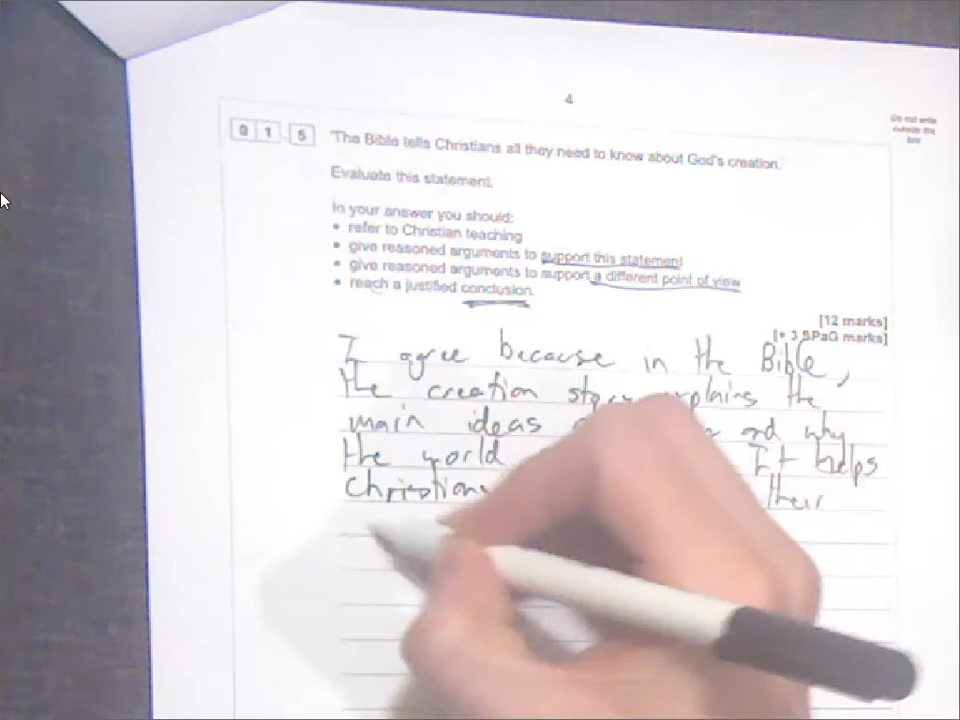 4
Do not write
outside the
box
0 1 . 5 'The Bible tells Christians all they need to know about God's creation.
Evaluate this statement.
In your answer you should:
• refer to Christian teaching
• give reasoned arguments to support this statement
• give reasoned arguments to support a different point of view
• reach a justified conclusion.
[12 marks]
[+ 3 SPaG marks]
I agree because in the Bible,
the creation story explains the
main ideas and why
the world It helps
Christians their